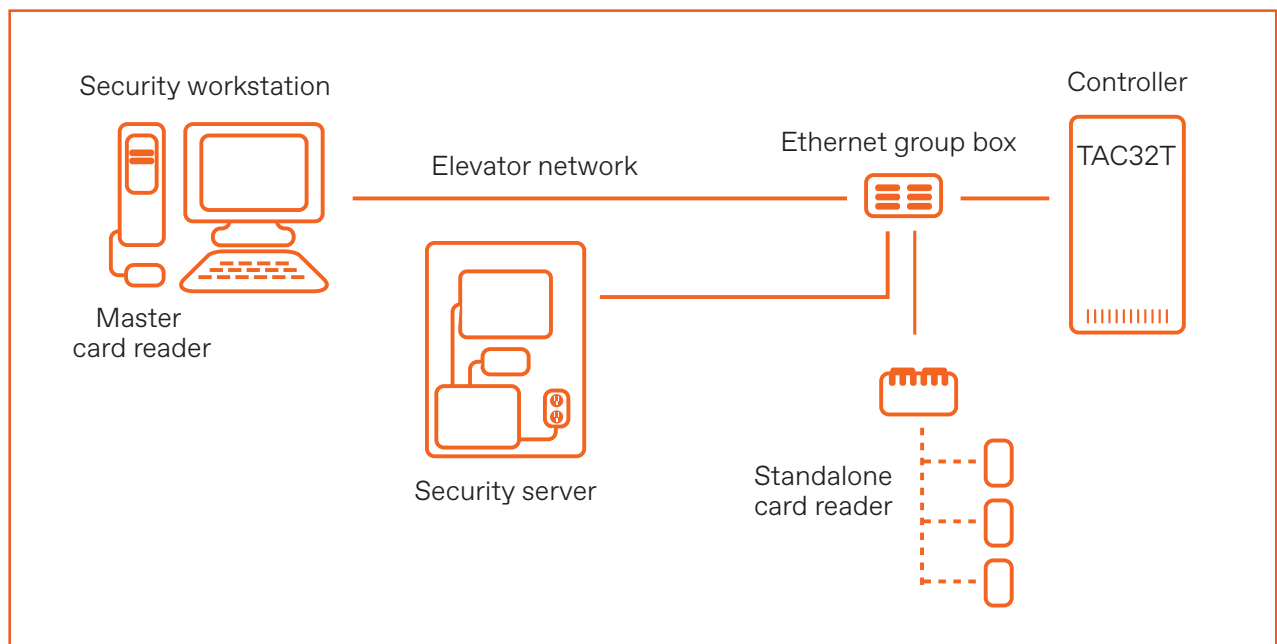 Security workstation
Controller
Ethernet group box
TAC32T
Elevator network
Master
card reader
Security server
Standalone
card reader